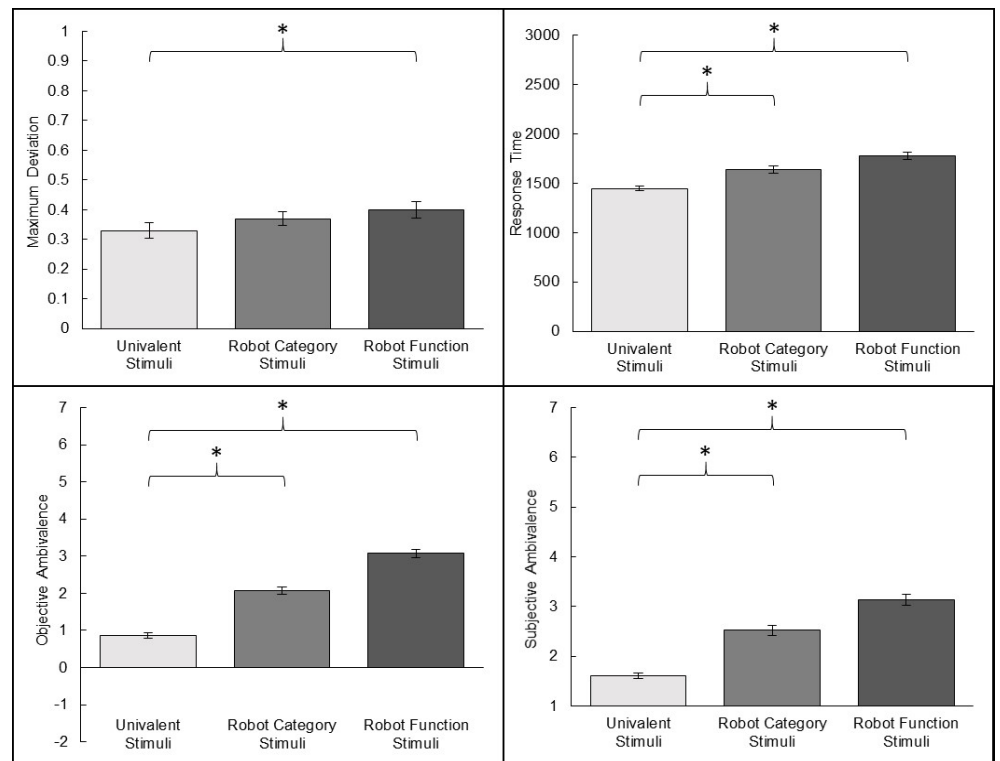 Maximum Deviation
1
0.9
0.8
0.7
0.6
0.5
0.4
0.3
0.2
0.1
0
*
Univalent
Stimuli
Robot Category
Stimuli
Robot Function
Stimuli
Response Time
3000
2500
2000
1500
1000
500
0
*
*
Univalent
Stimuli
Robot Category
Stimuli
Robot Function
Stimuli
Objective Ambivalence
7
6
5
4
3
2
1
0
-1
-2
*
*
Univalent
Stimuli
Robot Category
Stimuli
Robot Function
Stimuli
Subjective Ambivalence
7
6
5
4
3
2
1
*
*
Univalent
Stimuli
Robot Category
Stimuli
Robot Function
Stimuli